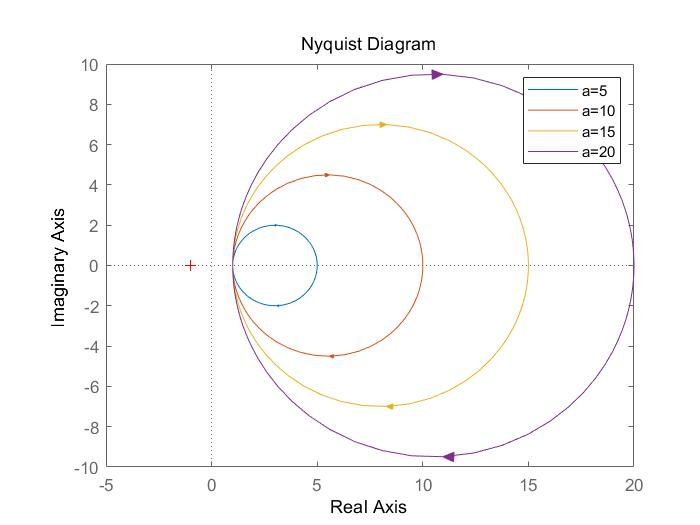 Nyquist Diagram
10
8
6
4
2
0
-2
-4
-6
-8
-10
Imaginary Axis
a=5
a=10
a=15
a=20
-5 0 5 10 15 20
Real Axis